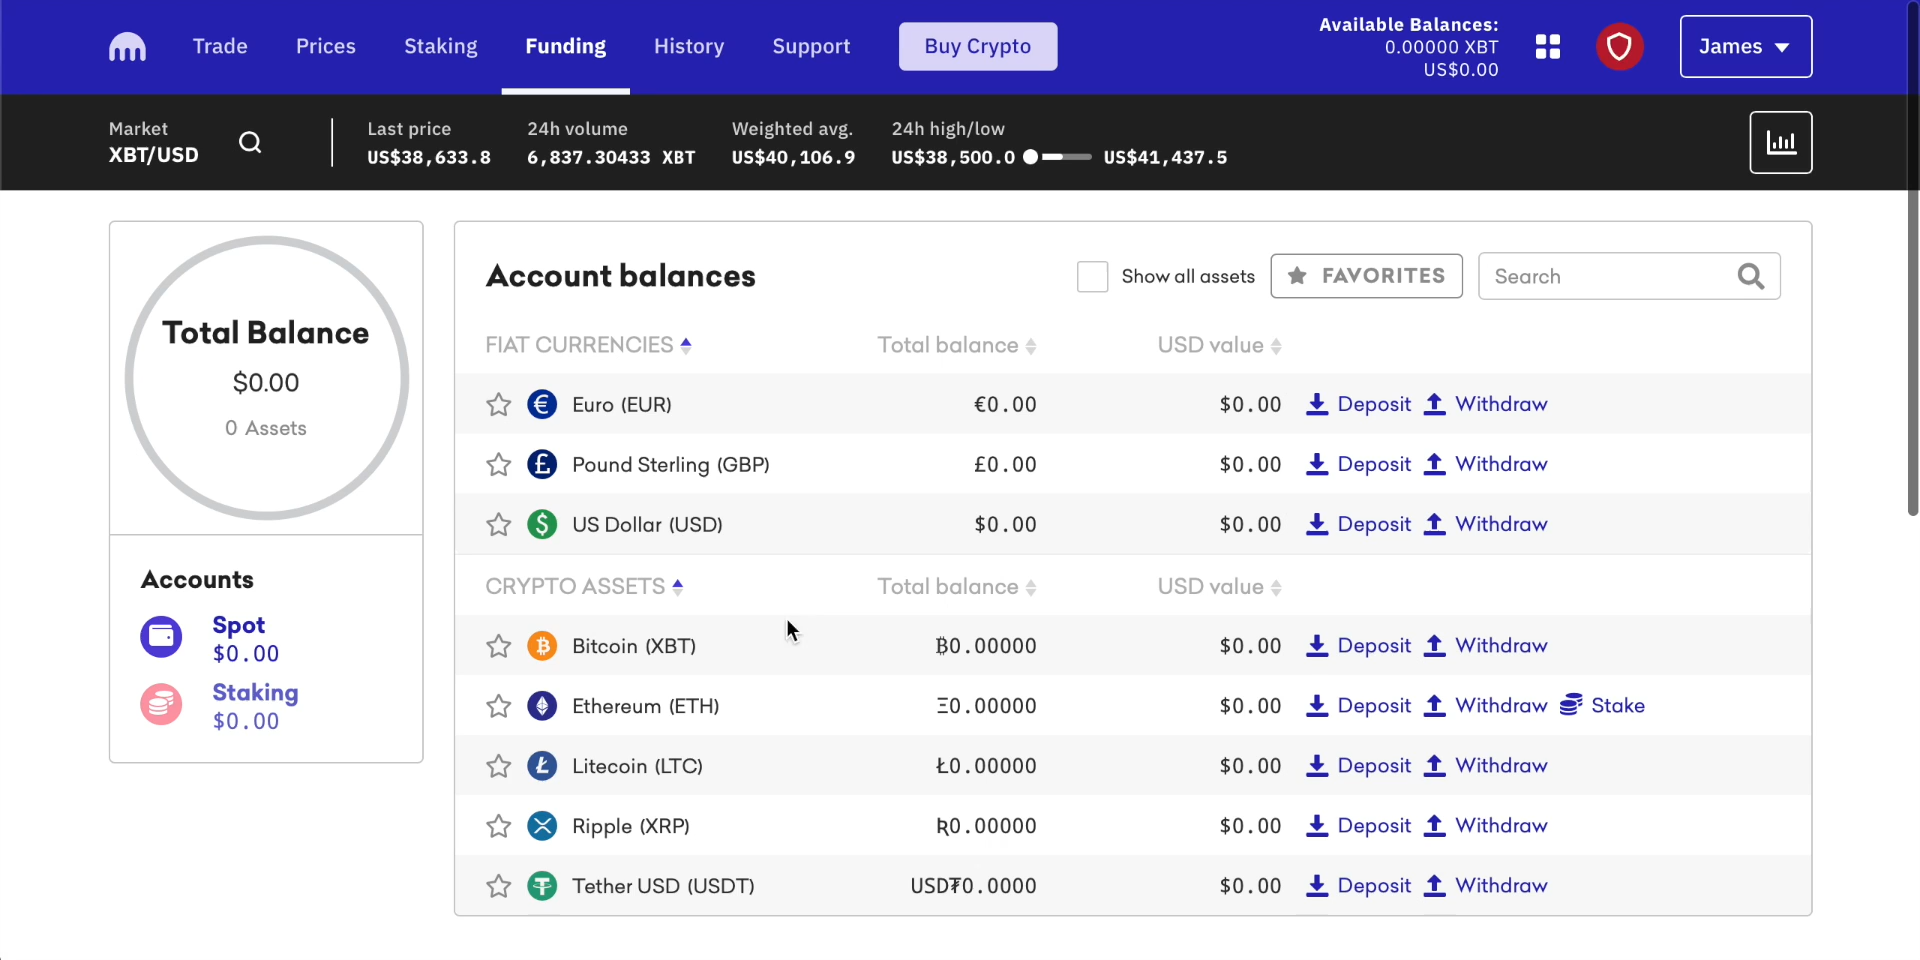 Trade Prices Staking Funding History Support Buy Crypto
Available Balances:
0.00000 XBT
US$0.00
James
Market
XBT/USD
Last price
US$38,633.8
24h volume
6,837.30433 XBT
Weighted avg.
US$40,106.9
24h high/low
US$38,500.0 US$41,437.5
Total Balance
$0.00
0 Assets
Accounts
Spot
$0.00
Staking
$0.00
Account balances
Show all assets
FAVORITES
Search
FIAT CURRENCIES Total balance USD value
Euro (EUR) €0.00 $0.00 Deposit Withdraw
Pound Sterling (GBP) £0.00 $0.00 Deposit Withdraw
US Dollar (USD) $0.00 $0.00 Deposit Withdraw
CRYPTO ASSETS Total balance USD value
Bitcoin (XBT) ₿0.00000 $0.00 Deposit Withdraw
Ethereum (ETH) Ξ0.00000 $0.00 Deposit Withdraw Stake
Litecoin (LTC) Ł0.00000 $0.00 Deposit Withdraw
Ripple (XRP) Ʀ0.00000 $0.00 Deposit Withdraw
Tether USD (USDT) USD₮0.0000 $0.00 Deposit Withdraw